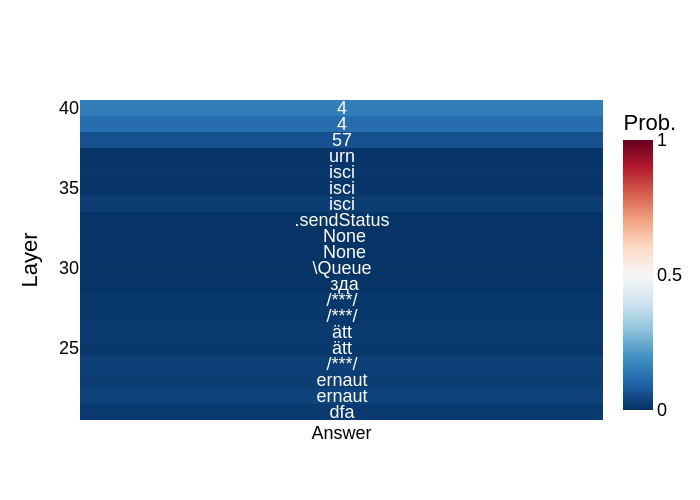 Prob.
40
4
1
4
57
urn
isci
35
isci
isci
.sendStatus
None
None
0.5
30
\Queue
зда
/***/
/***/
ätt
25
ätt
/***/
ernaut
ernaut
dfa
0
Layer
Answer